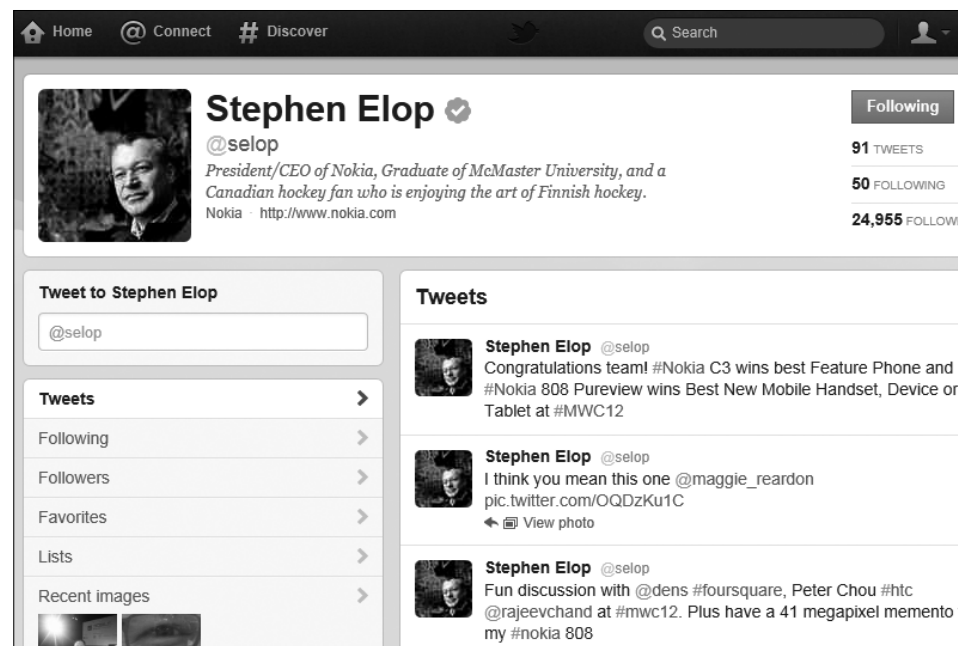 Home @ Connect # Discover Search
Stephen Elop
@selop
President/CEO of Nokia, Graduate of McMaster University, and a
Canadian hockey fan who is enjoying the art of Finnish hockey.
Nokia · http://www.nokia.com
Following
91 TWEETS
50 FOLLOWING
24,955 FOLLOW
Tweet to Stephen Elop
@selop
Tweets
Following
Followers
Favorites
Lists
Recent images
Tweets
Stephen Elop @selop
Congratulations team! #Nokia C3 wins best Feature Phone and
#Nokia 808 Pureview wins Best New Mobile Handset, Device or
Tablet at #MWC12
Stephen Elop @selop
I think you mean this one @maggie_reardon
pic.twitter.com/OQDzKu1C
View photo
Stephen Elop @selop
Fun discussion with @dens #foursquare, Peter Chou #htc
@rajeevchand at #mwc12. Plus have a 41 megapixel memento
my #nokia 808